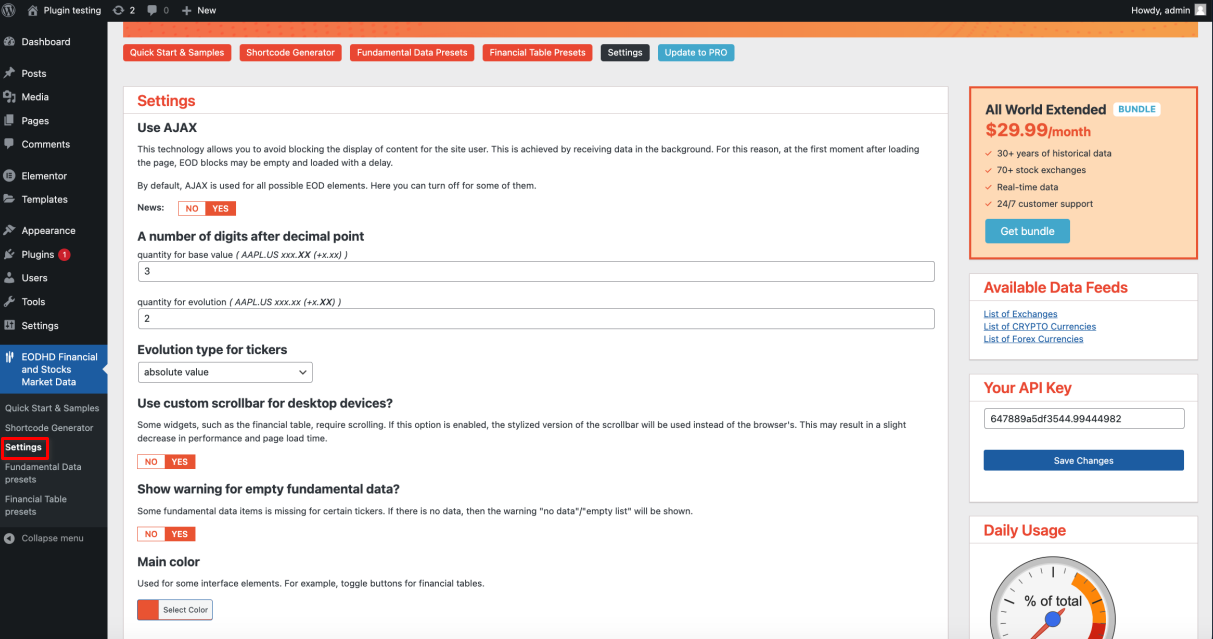 Plugin testing
2
0
New
Howdy, admin
Dashboard
Posts
Media
Pages
Comments
Elementor
Templates
Appearance
Plugins 1
Users
Tools
Settings
EODHD Financial
and Stocks
Market Data
Quick Start & Samples
Shortcode Generator
Settings
Fundamental Data
presets
Financial Table
presets
Collapse menu
Quick Start & Samples
Shortcode Generator
Fundamental Data Presets
Financial Table Presets
Settings
Update to PRO
Settings
Use AJAX
This technology allows you to avoid blocking the display of content for the site user. This is achieved by receiving data in the background. For this reason, at the first moment after loading
the page, EOD blocks may be empty and loaded with a delay.
By default, AJAX is used for all possible EOD elements. Here you can turn off for some of them.
News: NO YES
A number of digits after decimal point
quantity for base value ( AAPL.US xxx.XX (+x.xx) )
3
quantity for evolution ( AAPL.US xxx.xx (+x.XX) )
2
Evolution type for tickers
absolute value
Use custom scrollbar for desktop devices?
Some widgets, such as the financial table, require scrolling. If this option is enabled, the stylized version of the scrollbar will be used instead of the browser's. This may result in a slight
decrease in performance and page load time.
NO YES
Show warning for empty fundamental data?
Some fundamental data items is missing for certain tickers. If there is no data, then the warning "no data"/"empty list" will be shown.
NO YES
Main color
Used for some interface elements. For example, toggle buttons for financial tables.
Select Color
All World Extended BUNDLE
$29.99/month
30+ years of historical data
70+ stock exchanges
Real-time data
24/7 customer support
Get bundle
Available Data Feeds
List of Exchanges
List of CRYPTO Currencies
List of Forex Currencies
Your API Key
647889a5df3544.99444982
Save Changes
Daily Usage
% of total